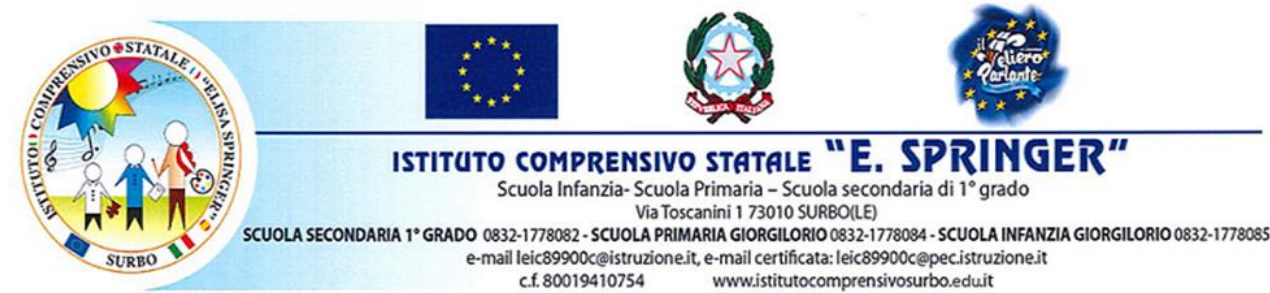 ISTITUTO COMPRENSIVO STATALE "ELISA SPRINGER"
SURBO
REPVBBLICA ITALIANA
il
Veliero
Parlante
ISTITUTO COMPRENSIVO STATALE "E. SPRINGER"
Scuola Infanzia- Scuola Primaria – Scuola secondaria di 1° grado
Via Toscanini 1 73010 SURBO(LE)
SCUOLA SECONDARIA 1° GRADO 0832-1778082 - SCUOLA PRIMARIA GIORGILORIO 0832-1778084 - SCUOLA INFANZIA GIORGILORIO 0832-1778085
e-mail leic89900c@istruzione.it, e-mail certificata: leic89900c@pec.istruzione.it
c.f. 80019410754 www.istitutocomprensivosurbo.edu.it